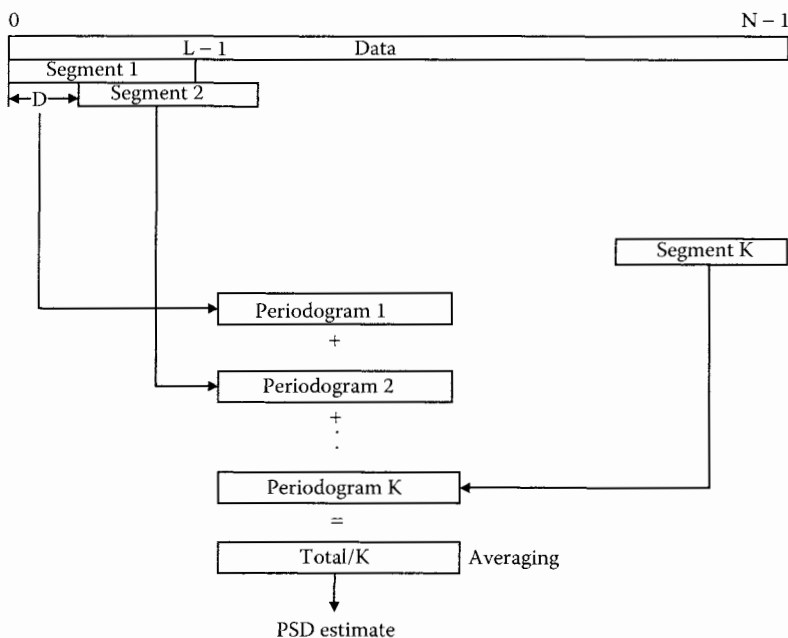 0 N – 1
L – 1 Data
Segment 1
D Segment 2
Segment K
Periodogram 1
+
Periodogram 2
+
⋮
Periodogram K
=
Total/K Averaging
PSD estimate